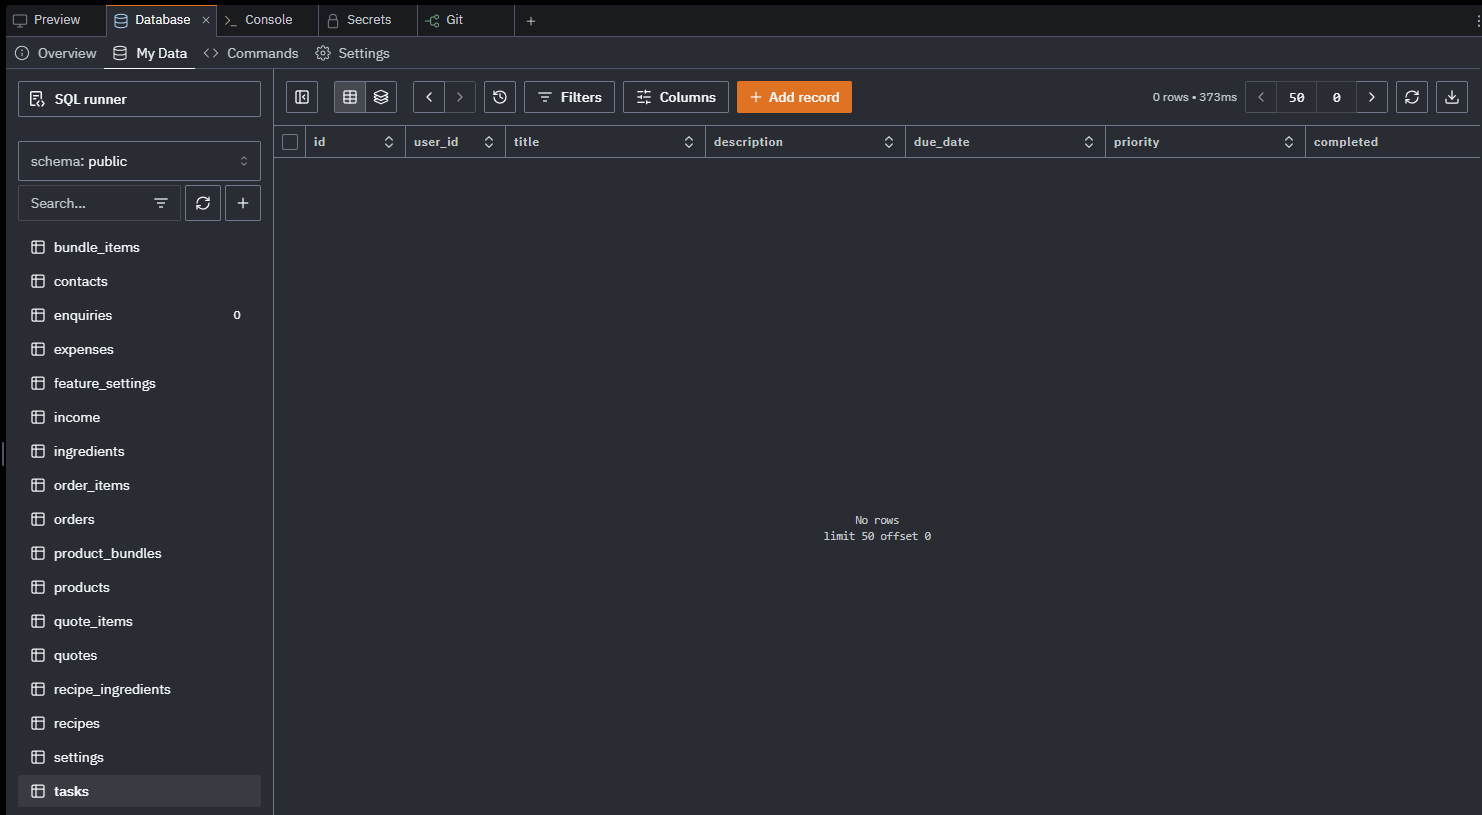 Preview
Database
Console
Secrets
Git
Overview
My Data
Commands
Settings
SQL runner
Filters
Columns
Add record
0 rows • 373ms
50
0
schema: public
id
user_id
title
description
due_date
priority
completed
Search...
bundle_items
contacts
enquiries 0
expenses
feature_settings
income
ingredients
order_items
orders
product_bundles
products
quote_items
quotes
recipe_ingredients
recipes
settings
tasks
No rows
limit 50 offset 0